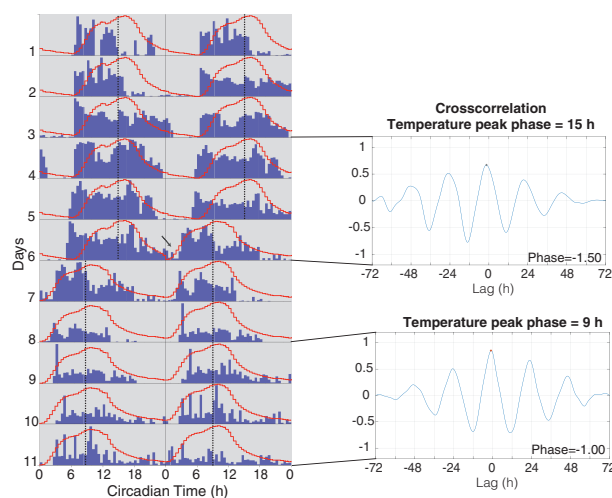 1
2
3
4
5
6
7
8
9
10
11
Days
0 6 12 18 0 6 12 18 0
Circadian Time (h)
Crosscorrelation
Temperature peak phase = 15 h
1
0.5
0
-0.5
-1
Phase=-1.50
-72 -48 -24 0 24 48 72
Lag (h)
Temperature peak phase = 9 h
1
0.5
0
-0.5
-1
Phase=-1.00
-72 -48 -24 0 24 48 72
Lag (h)